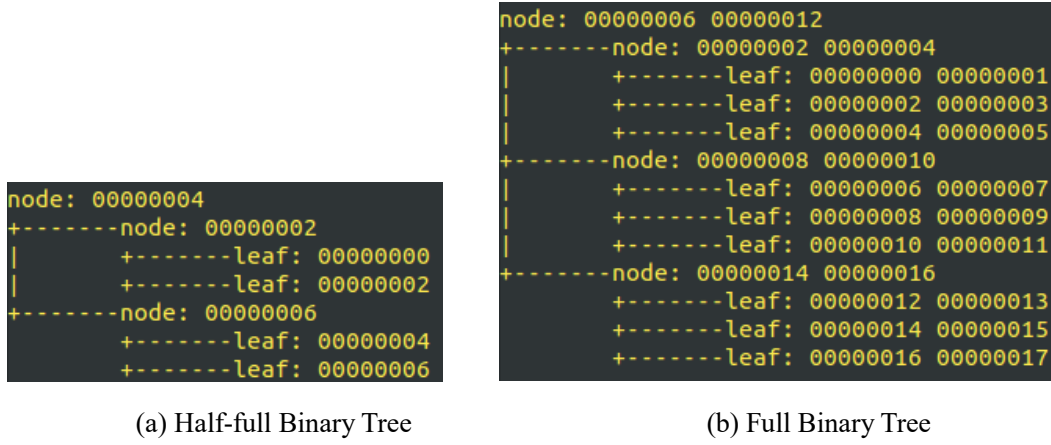 node: 00000004
+-------node: 00000002
|       +-------leaf: 00000000
|       +-------leaf: 00000002
+-------node: 00000006
        +-------leaf: 00000004
        +-------leaf: 00000006
(a) Half-full Binary Tree
node: 00000006 00000012
+-------node: 00000002 00000004
|       +-------leaf: 00000000 00000001
|       +-------leaf: 00000002 00000003
|       +-------leaf: 00000004 00000005
+-------node: 00000008 00000010
|       +-------leaf: 00000006 00000007
|       +-------leaf: 00000008 00000009
|       +-------leaf: 00000010 00000011
+-------node: 00000014 00000016
        +-------leaf: 00000012 00000013
        +-------leaf: 00000014 00000015
        +-------leaf: 00000016 00000017
(b) Full Binary Tree